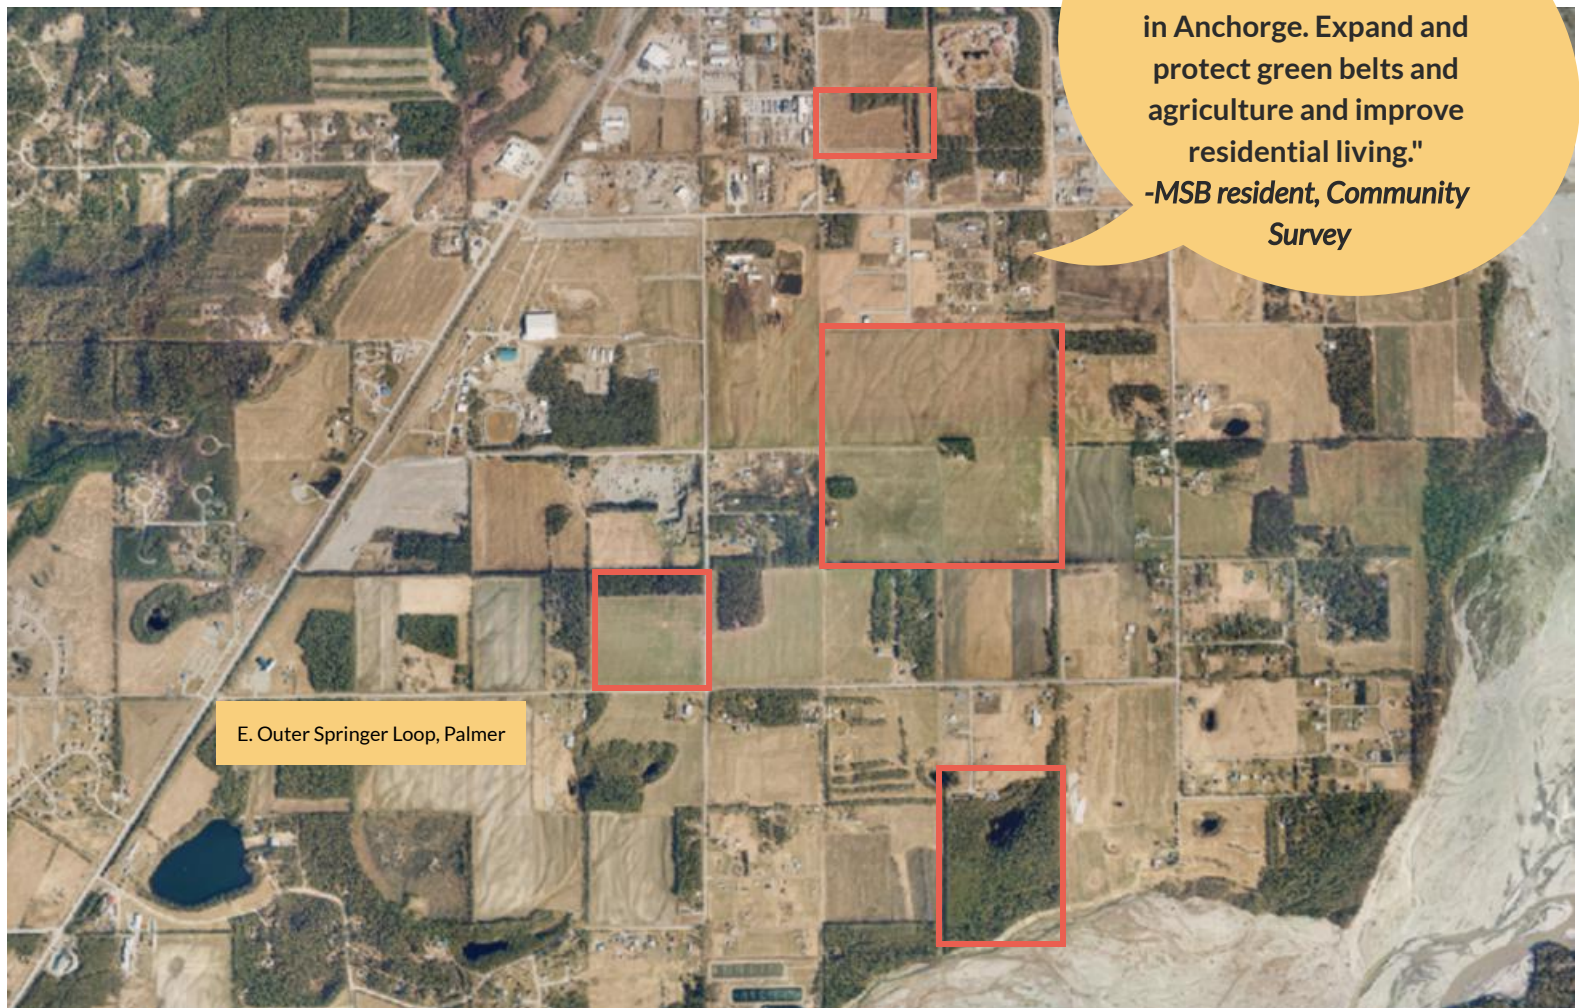 in Anchorge. Expand and
protect green belts and
agriculture and improve
residential living."
-MSB resident, Community
Survey
E. Outer Springer Loop, Palmer